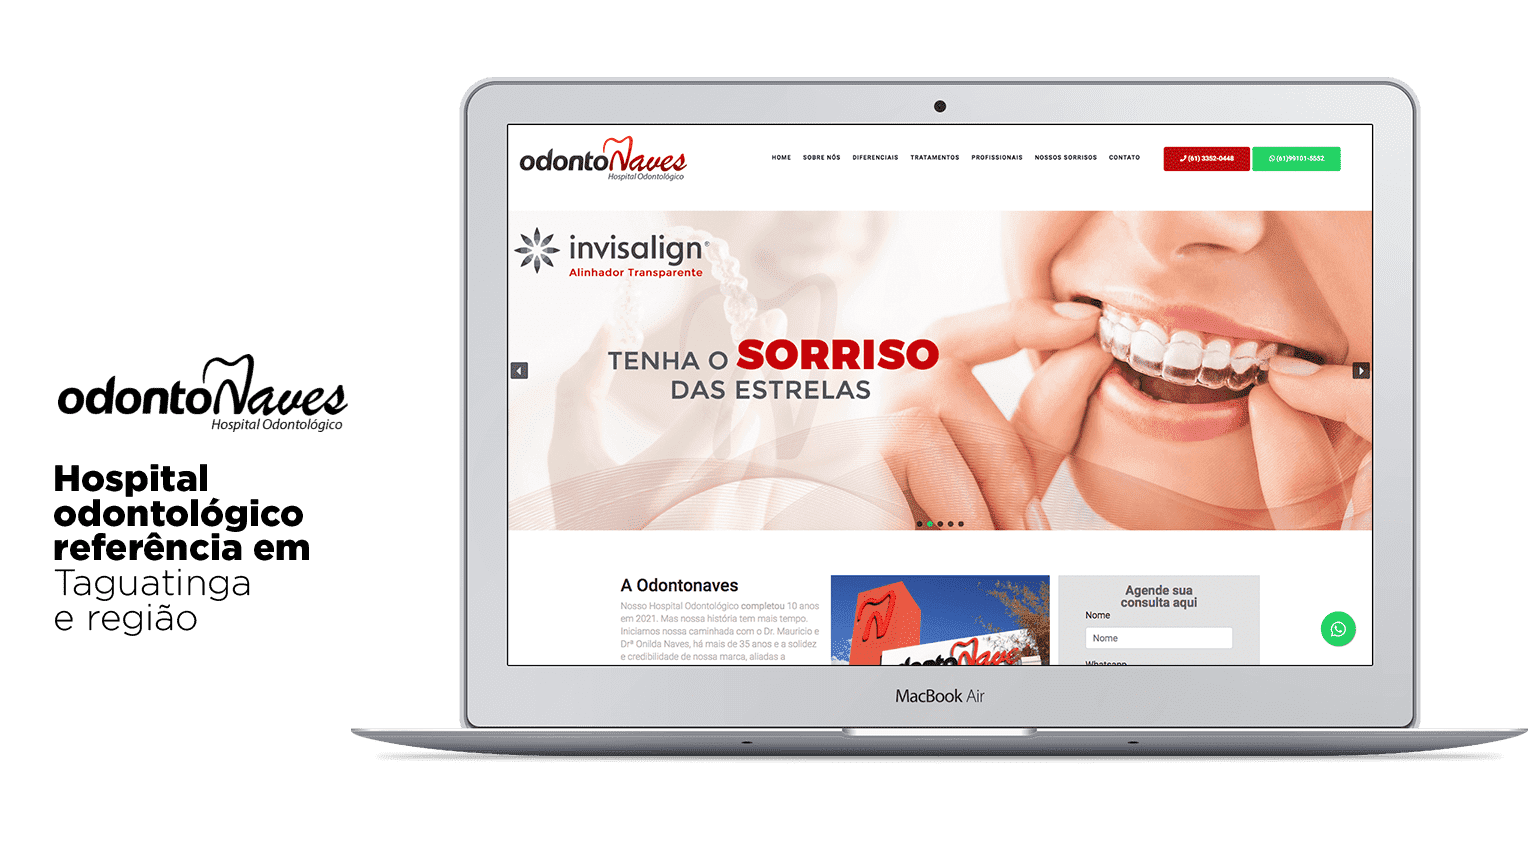 odontoNaves
Hospital Odontológico
Hospital
odontológico
referência em
Taguatinga
e região
odontoNaves
Hospital Odontológico
HOME SOBRE NÓS DIFERENCIAIS TRATAMENTOS PROFISSIONAIS NOSSOS SORRISOS CONTATO
(61) 3352-0448 (61)99101-5552
invisalign®
Alinhador Transparente
TENHA O SORRISO
DAS ESTRELAS
A Odontonaves
Nosso Hospital Odontológico completou 10 anos
em 2021. Mas nossa história tem mais tempo.
Iniciamos nossa caminhada com o Dr. Maurício e
Drª Onilda Naves, há mais de 35 anos e a solidez
e credibilidade de nossa marca, aliadas a
odontoNaves
Agende sua
consulta aqui
Nome
Nome
Whatsapp
MacBook Air